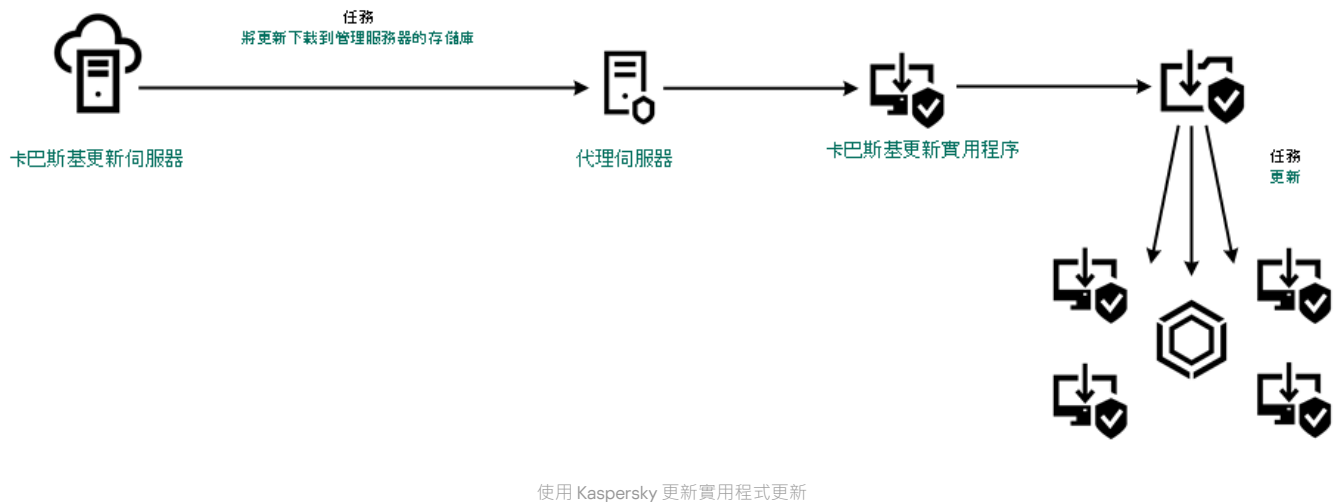 任務
將更新下載到管理服務器的存儲庫
卡巴斯基更新伺服器
代理伺服器
卡巴斯基更新實用程序
任務
更新
使用 Kaspersky 更新實用程式更新